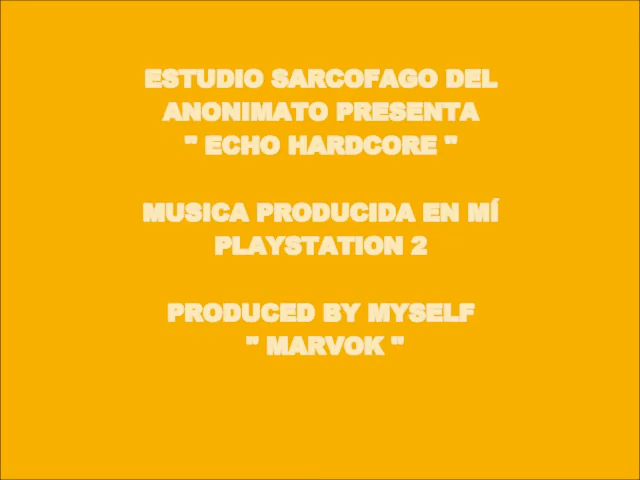 ESTUDIO SARCOFAGO DEL
ANONIMATO PRESENTA
" ECHO HARDCORE "
MUSICA PRODUCIDA EN MÍ
PLAYSTATION 2
PRODUCED BY MYSELF
" MARVOK "